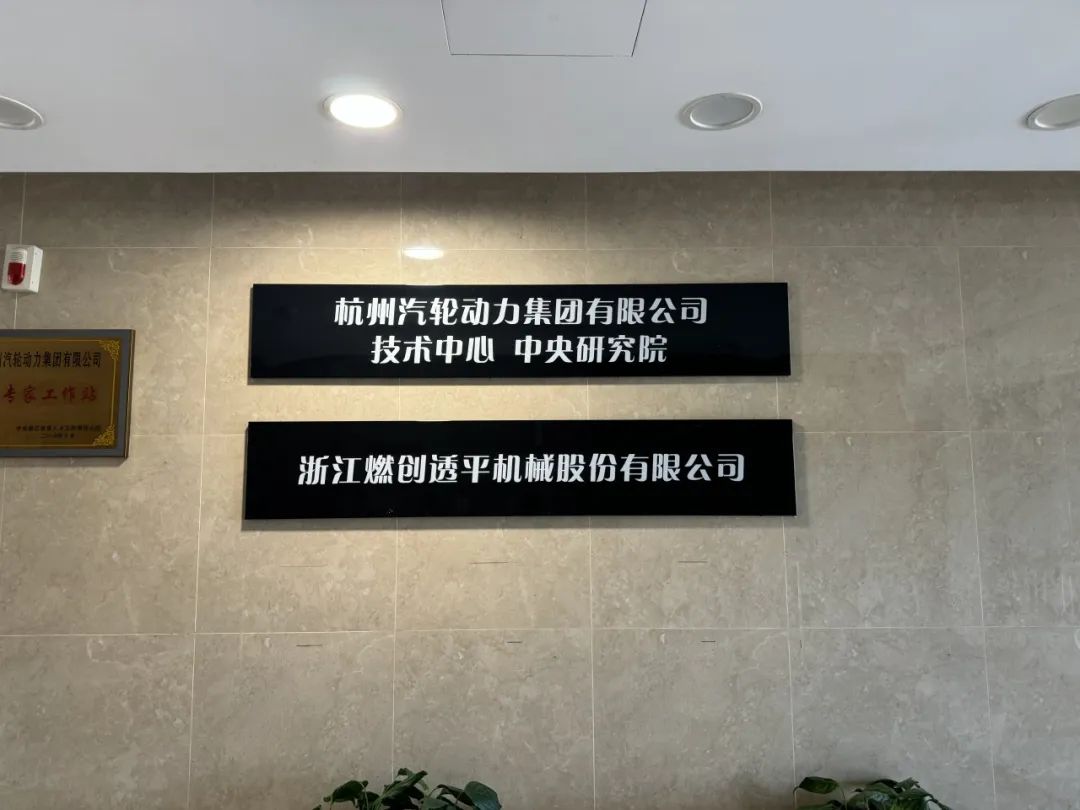 杭州汽轮动力集团有限公司
技术中心 中央研究院
浙江燃创透平机械股份有限公司
汽轮动力集团有限公司
专家工作站